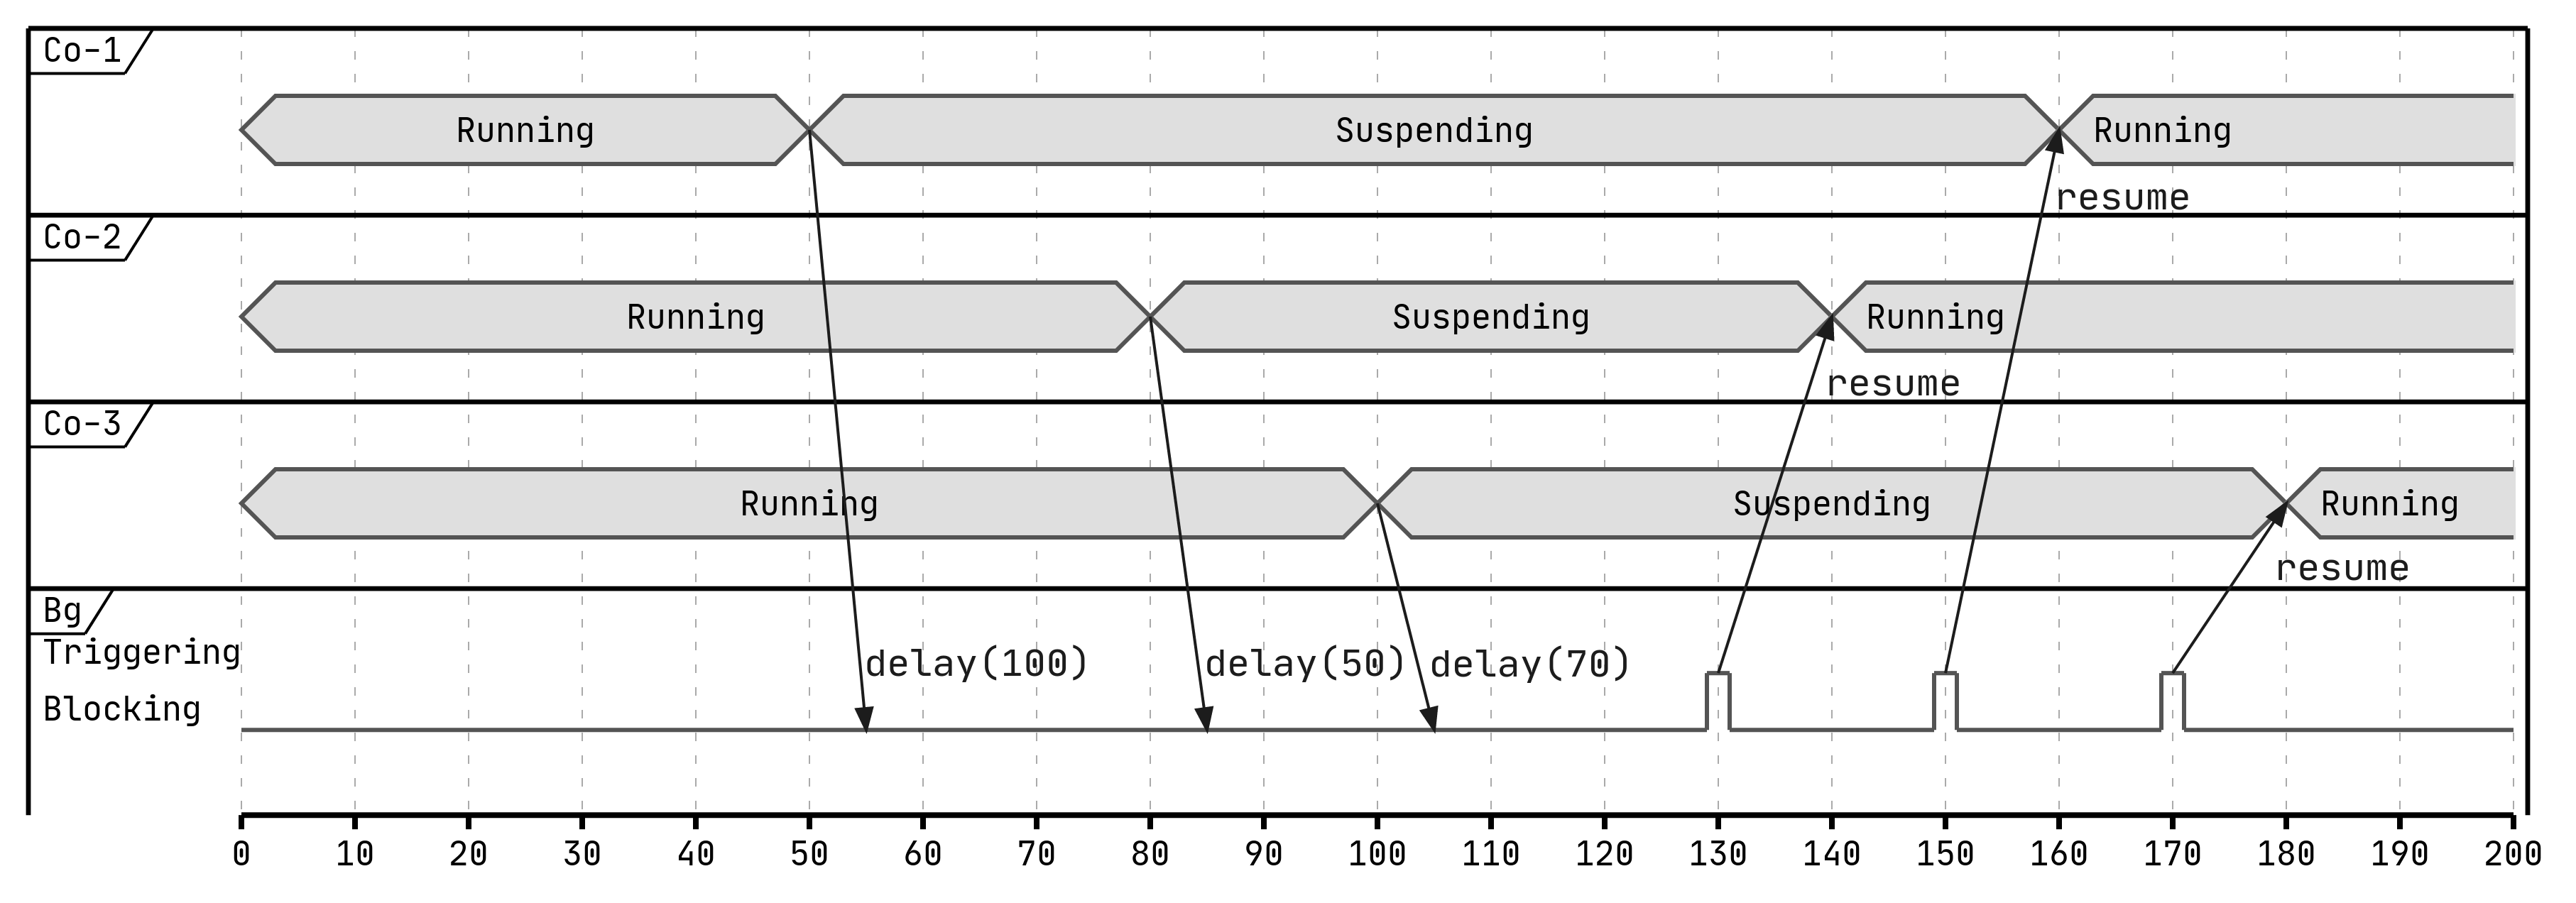 Co-1
Running Suspending Running
resume
Co-2
Running Suspending Running
resume
Co-3
Running Suspending Running
resume
Bg
Triggering
delay(100) delay(50) delay(70)
Blocking
0 10 20 30 40 50 60 70 80 90 100 110 120 130 140 150 160 170 180 190 200